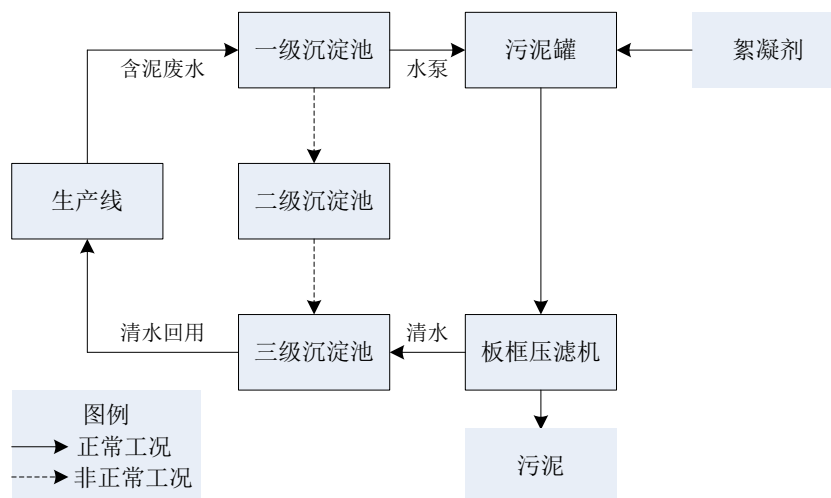 一级沉淀池
污泥罐
絮凝剂
含泥废水
水泵
生产线
二级沉淀池
清水回用
三级沉淀池
清水
板框压滤机
图例
正常工况
非正常工况
污泥